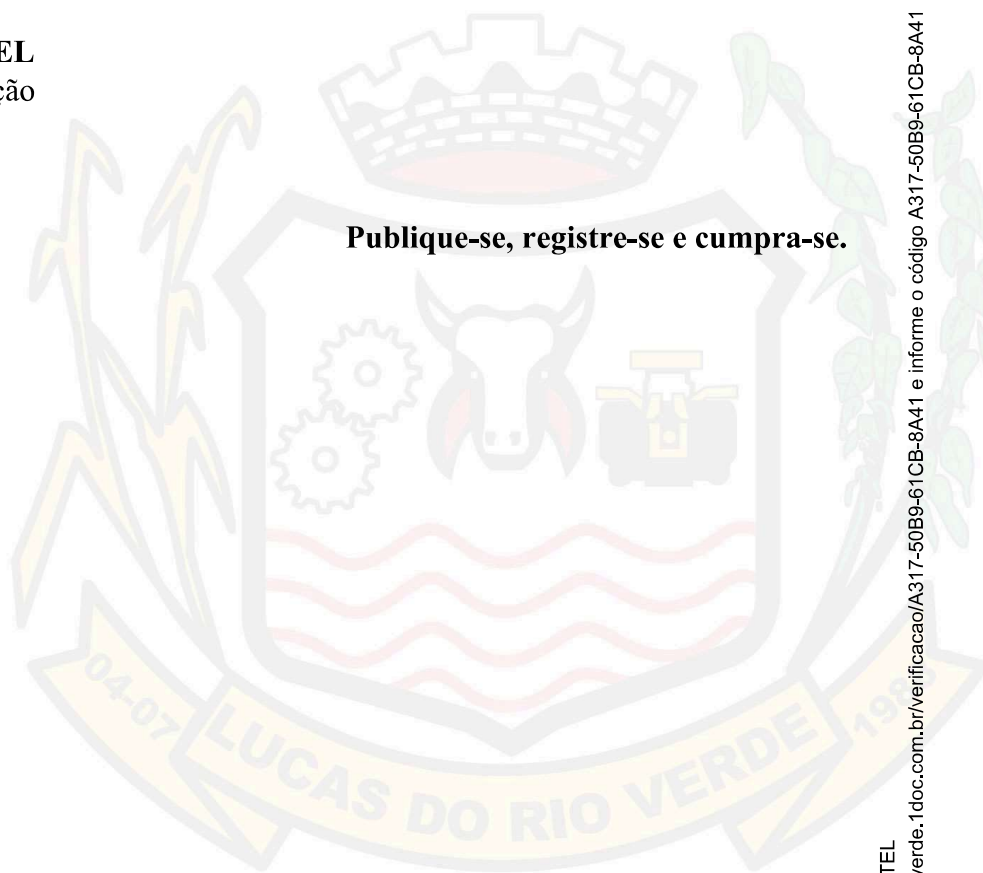 EL
ção
Publique-se, registre-se e cumpra-se.
04-07
LUCAS DO RIO VERDE
TEL
verde.1doc.com.br/verificacao/A317-50B9-61CB-8A41 e informe o código A317-50B9-61CB-8A41